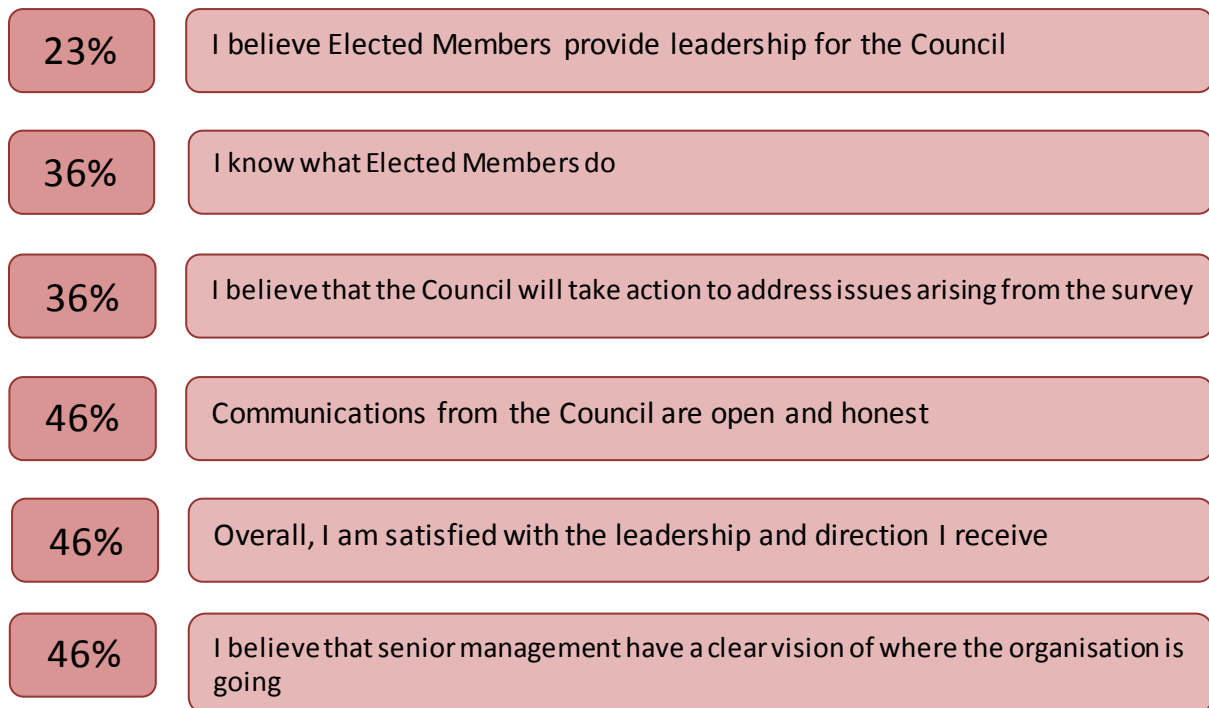 23%
I believe Elected Members provide leadership for the Council
36%
I know what Elected Members do
36%
I believe that the Council will take action to address issues arising from the survey
46%
Communications from the Council are open and honest
46%
Overall, I am satisfied with the leadership and direction I receive
46%
I believe that senior management have a clear vision of where the organisation is
going